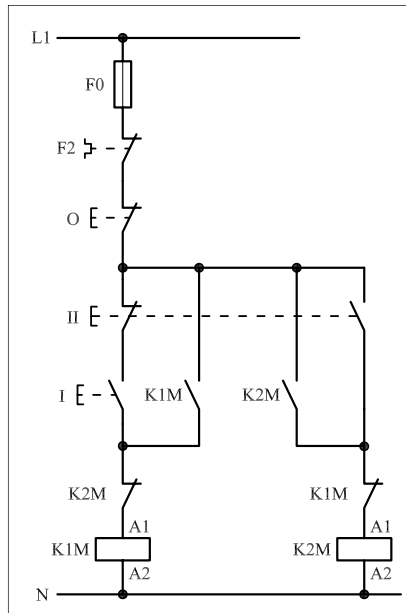 L1
F0
F2
O
II
I K1M K2M
K2M K1M
A1 A1
K1M K2M
A2 A2
N